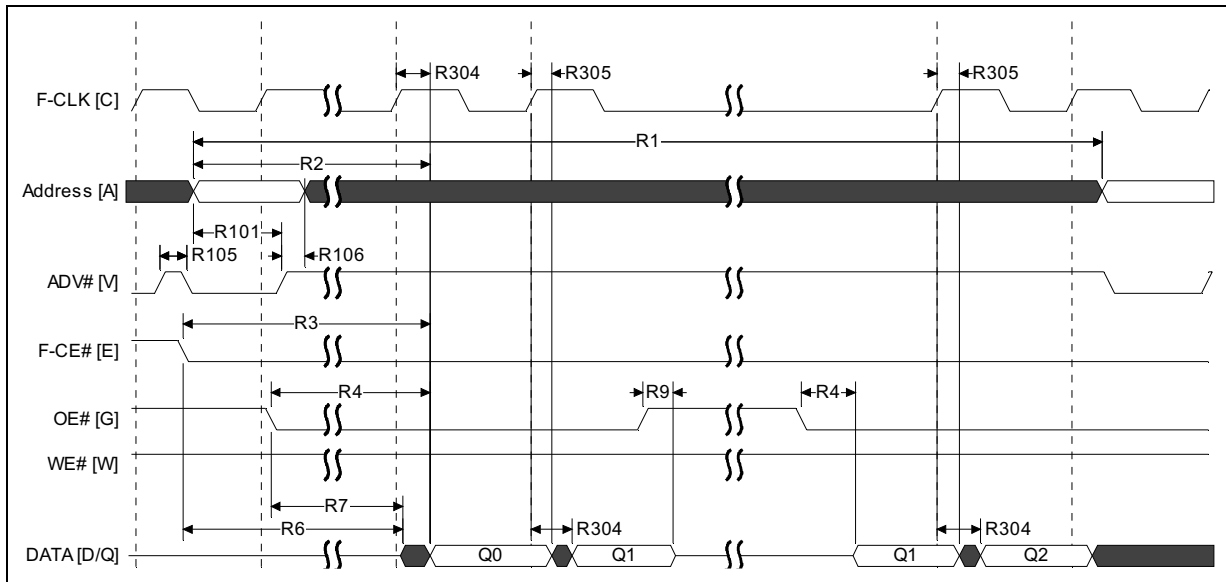 R304 R305 R305
F-CLK [C]
R1
R2
Address [A]
R101
R105 R106
ADV# [V]
R3
F-CE# [E]
R4 R9 R4
OE# [G]
WE# [W]
R7
R6 R304 R304
DATA [D/Q] Q0 Q1 Q1 Q2